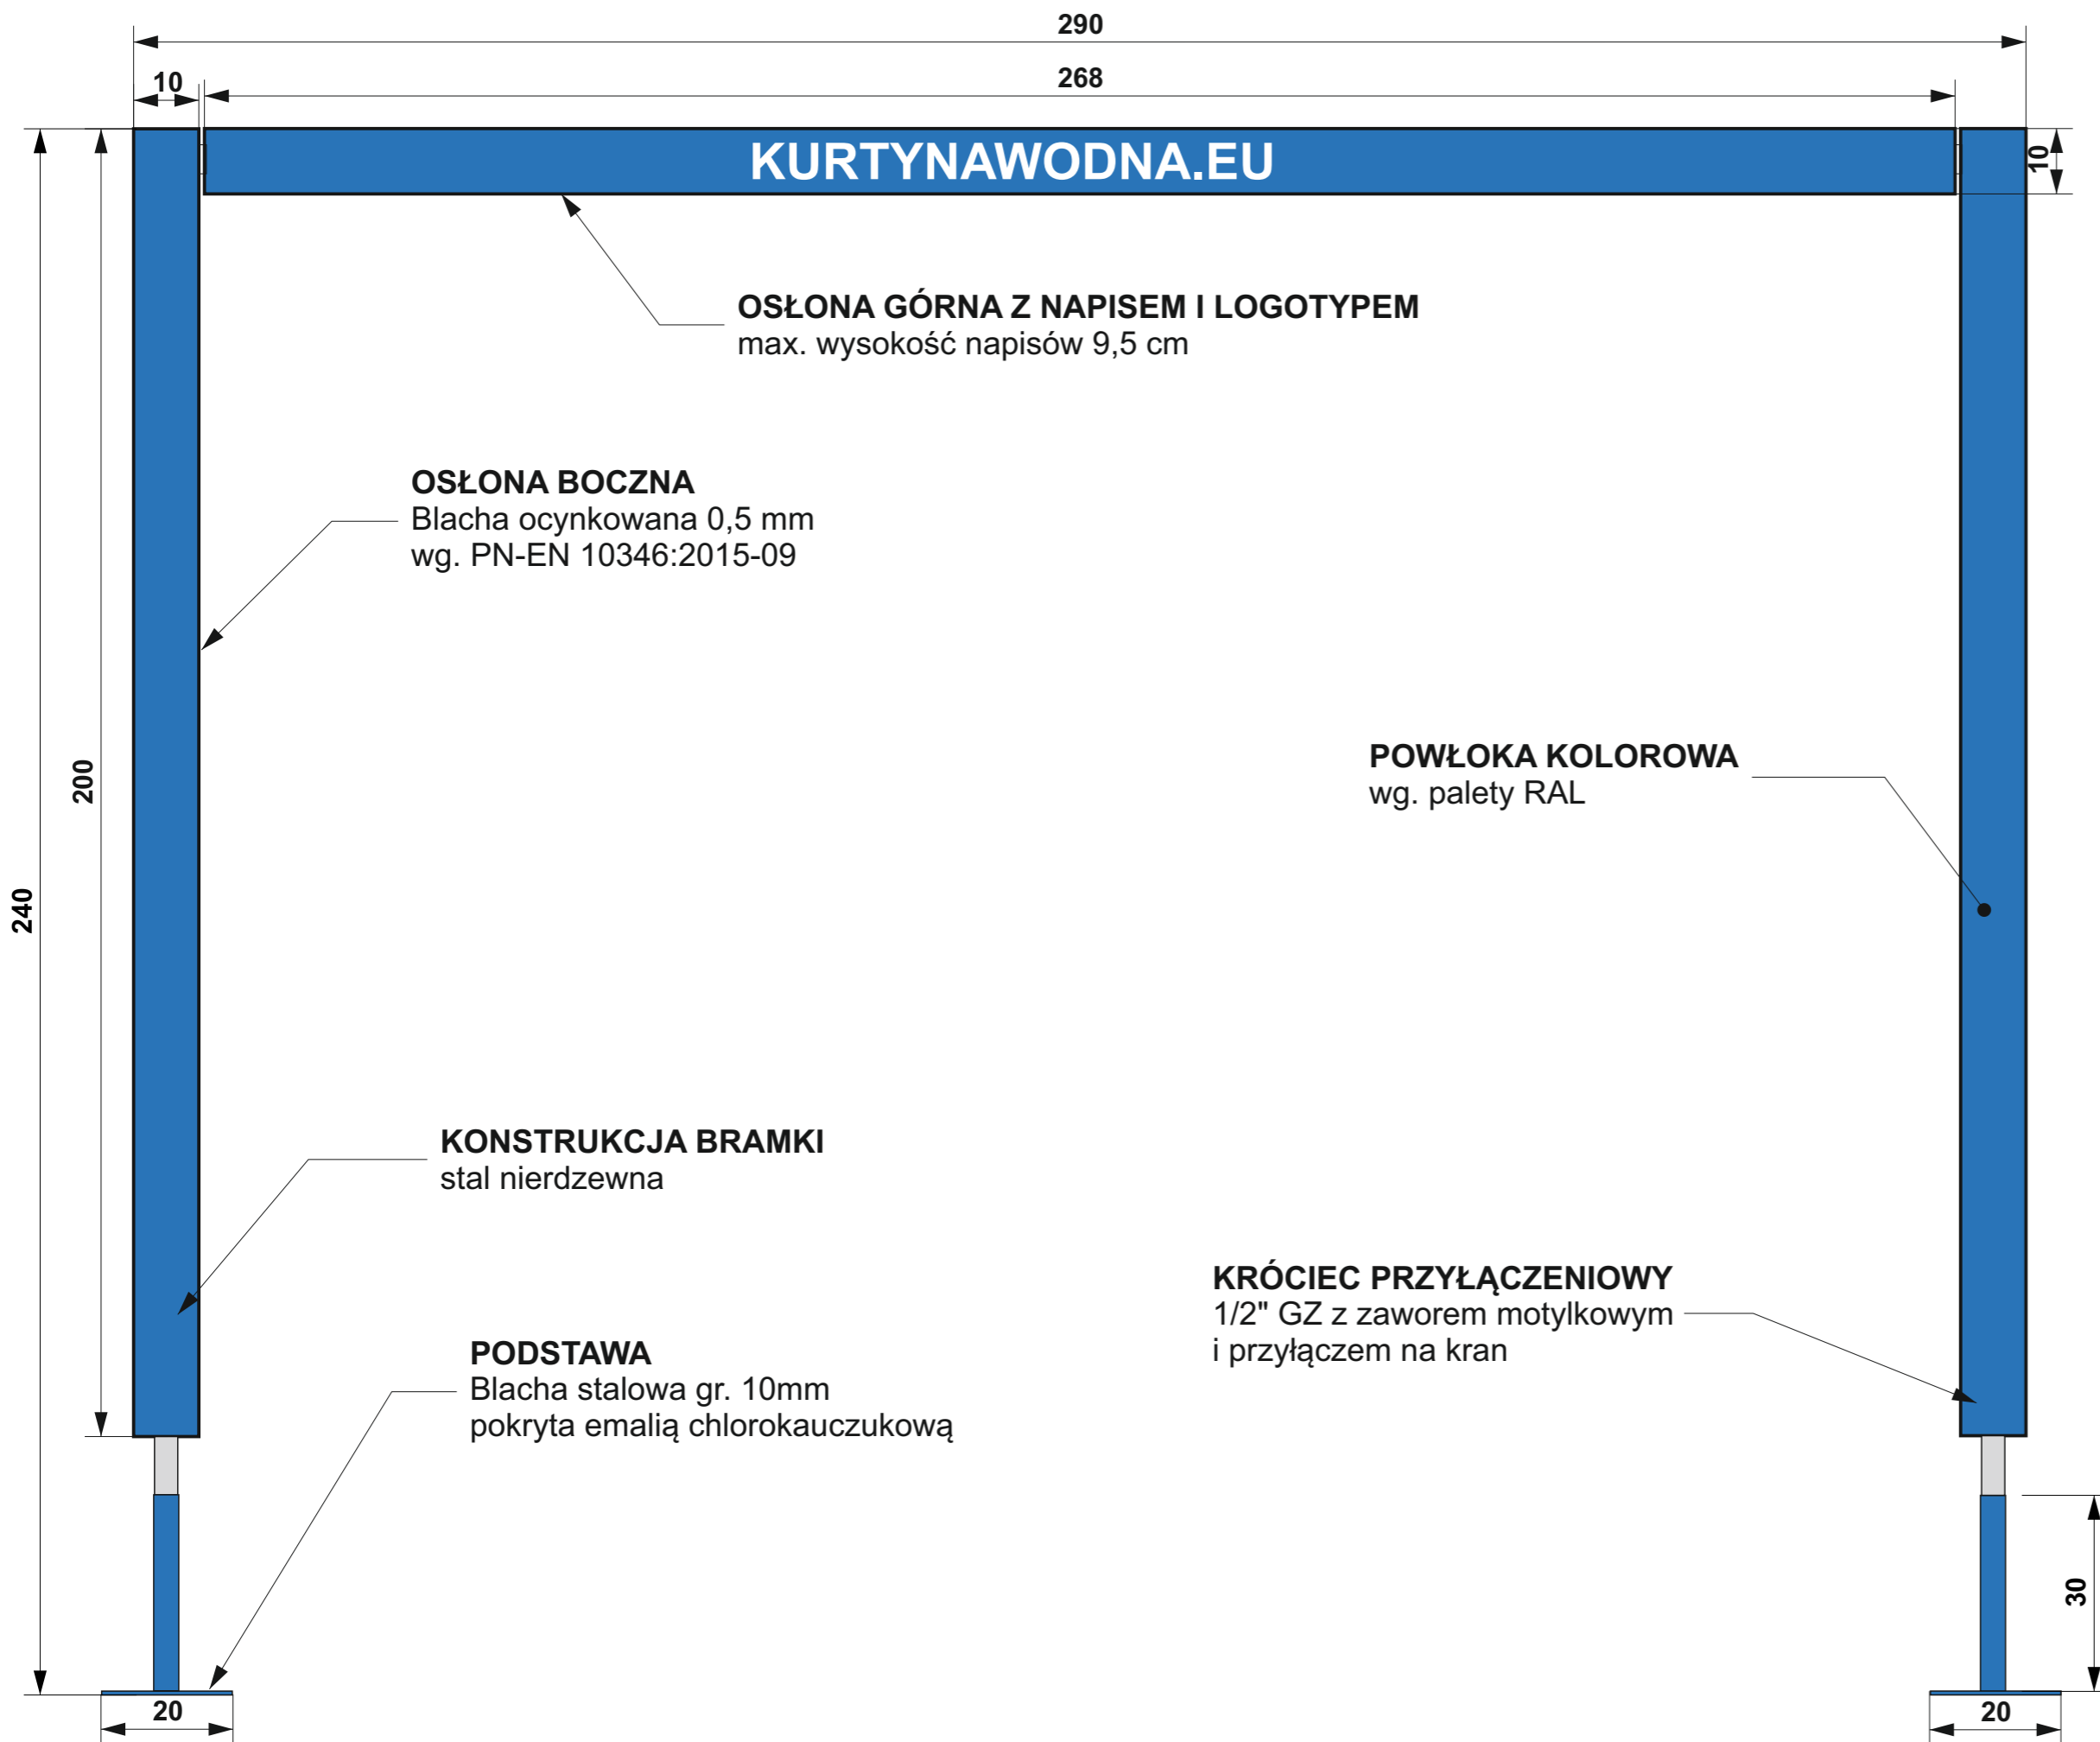 290
10
268
KURTYNAWODNA.EU
10
OSŁONA GÓRNA Z NAPISEM I LOGOTYPEM
max. wysokość napisów 9,5 cm
OSŁONA BOCZNA
Blacha ocynkowana 0,5 mm
wg. PN-EN 10346:2015-09
200
240
POWŁOKA KOLOROWA
wg. palety RAL
KONSTRUKCJA BRAMKI
stal nierdzewna
KRÓCIEC PRZYŁĄCZENIOWY
1/2" GZ z zaworem motylkowym
i przyłączem na kran
PODSTAWA
Blacha stalowa gr. 10mm
pokryta emalią chlorokauczukową
30
20
20